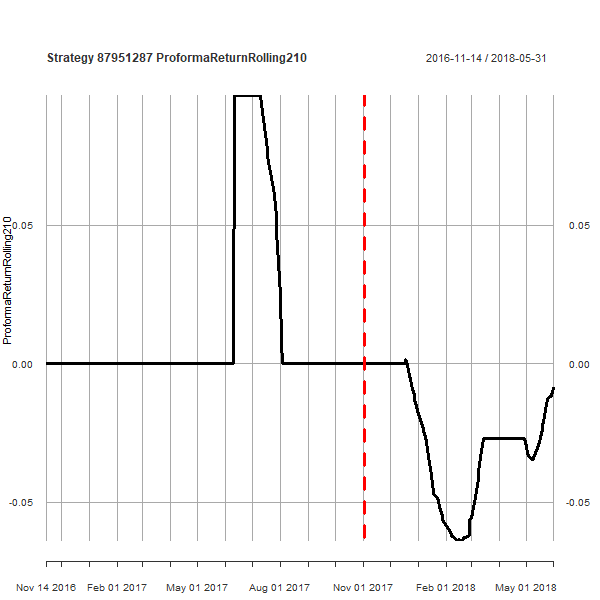 Strategy 87951287 ProformaReturnRolling210
2016-11-14 / 2018-05-31
ProformaReturnRolling210
0.05
0.05
0.00
0.00
-0.05
-0.05
Nov 14 2016
Feb 01 2017
May 01 2017
Aug 01 2017
Nov 01 2017
Feb 01 2018
May 01 2018